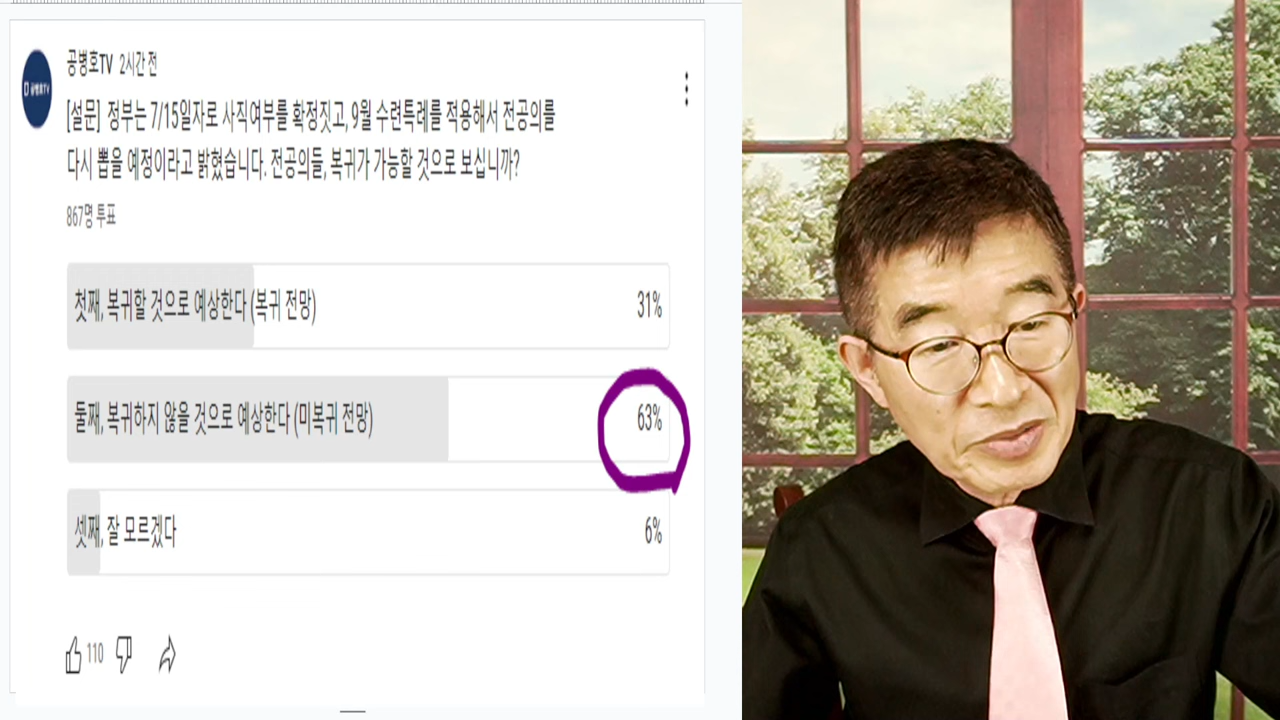 공병호TV 2시간 전
공병호TV
[설문] 정부는 7/15일자로 사직여부를 확정짓고, 9월 수련특례를 적용해서 전공의를
다시 뽑을 예정이라고 밝혔습니다. 전공의들, 복귀가 가능할 것으로 보십니까?
867명 투표
첫째, 복귀할 것으로 예상한다 (복귀 전망) 31%
둘째, 복귀하지 않을 것으로 예상한다 (미복귀 전망) 63%
셋째, 잘 모르겠다 6%
110